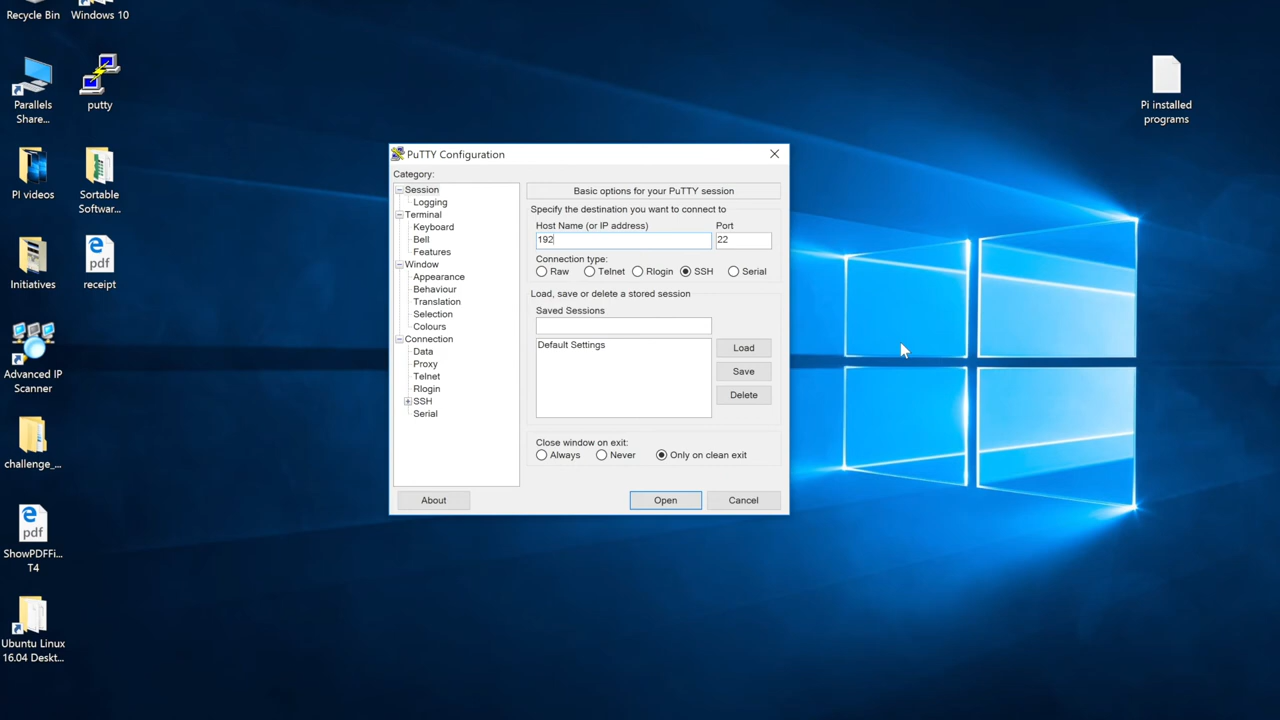 Recycle Bin
Windows 10
Parallels
Share...
putty
PI videos
Sortable
Softwar...
Initiatives
pdf
receipt
Advanced IP
Scanner
challenge_...
pdf
ShowPDFFi...
T4
Ubuntu Linux
16.04 Deskt...
Pi installed
programs
PuTTY Configuration
Category:
Session
Logging
Terminal
Keyboard
Bell
Features
Window
Appearance
Behaviour
Translation
Selection
Colours
Connection
Data
Proxy
Telnet
Rlogin
SSH
Serial
Basic options for your PuTTY session
Specify the destination you want to connect to
Host Name (or IP address) Port
192 22
Connection type:
Raw Telnet Rlogin SSH Serial
Load, save or delete a stored session
Saved Sessions
Default Settings
Load
Save
Delete
Close window on exit:
Always Never Only on clean exit
About Open Cancel